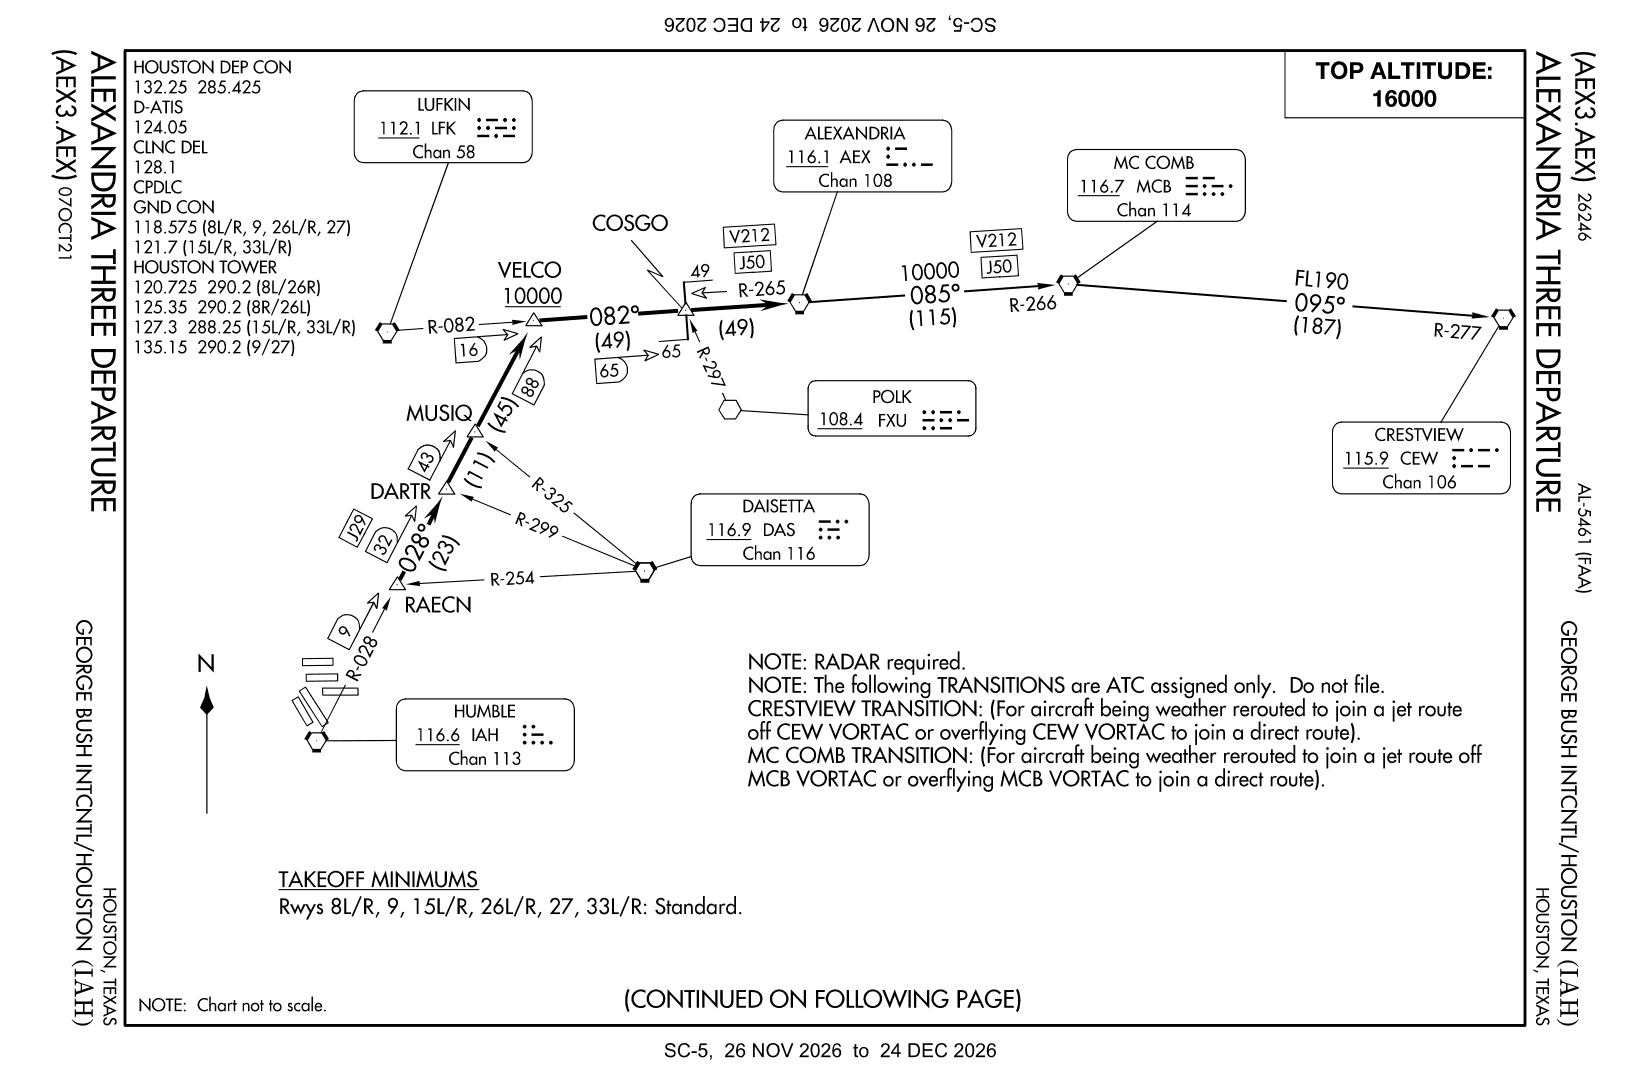 SC-5, 26 NOV 2026 to 24 DEC 2026
(AEX3.AEX) 07OCT21
ALEXANDRIA THREE DEPARTURE
GEORGE BUSH INTCNTL/HOUSTON (IAH)
HOUSTON, TEXAS
(AEX3.AEX) 26246
ALEXANDRIA THREE DEPARTURE
AL-5461 (FAA)
GEORGE BUSH INTCNTL/HOUSTON (IAH)
HOUSTON, TEXAS
HOUSTON DEP CON
132.25 285.425
D-ATIS
124.05
CLNC DEL
128.1
CPDLC
GND CON
118.575 (8L/R, 9, 26L/R, 27)
121.7 (15L/R, 33L/R)
HOUSTON TOWER
120.725 290.2 (8L/26R)
125.35 290.2 (8R/26L)
127.3 288.25 (15L/R, 33L/R)
135.15 290.2 (9/27)
TOP ALTITUDE:
16000
LUFKIN
112.1 LFK
Chan 58
ALEXANDRIA
116.1 AEX
Chan 108
MC COMB
116.7 MCB
Chan 114
COSGO
V212
J50
49
R-265
VELCO
10000
082°
(49)
(49)
R-082
16
65
65
R-297
10000
085°
(115)
V212
J50
R-266
FL190
095°
(187)
R-277
POLK
108.4 FXU
CRESTVIEW
115.9 CEW
Chan 106
88
(45)
MUSIQ
43
(11)
DARTR
J29
32
028°
(23)
R-325
R-299
R-254
DAISETTA
116.9 DAS
Chan 116
RAECN
9
R-028
N
HUMBLE
116.6 IAH
Chan 113
NOTE: RADAR required.
NOTE: The following TRANSITIONS are ATC assigned only. Do not file.
CRESTVIEW TRANSITION: (For aircraft being weather rerouted to join a jet route
off CEW VORTAC or overflying CEW VORTAC to join a direct route).
MC COMB TRANSITION: (For aircraft being weather rerouted to join a jet route off
MCB VORTAC or overflying MCB VORTAC to join a direct route).
TAKEOFF MINIMUMS
Rwys 8L/R, 9, 15L/R, 26L/R, 27, 33L/R: Standard.
NOTE: Chart not to scale.
(CONTINUED ON FOLLOWING PAGE)
SC-5, 26 NOV 2026 to 24 DEC 2026